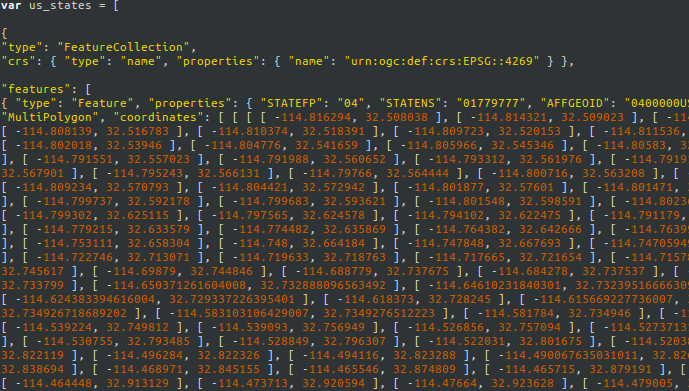 var us_states = [
{
"type": "FeatureCollection",
"crs": { "type": "name", "properties": { "name": "urn:ogc:def:crs:EPSG::4269" } },
"features": [
{ "type": "Feature", "properties": { "STATEFP": "04", "STATENS": "01779777", "AFFGEOID": "0400000US
"MultiPolygon", "coordinates": [ [ [ [ -114.816294, 32.508038 ], [ -114.814321, 32.509023 ], [ -114
[ -114.808139, 32.516783 ], [ -114.810374, 32.518391 ], [ -114.809723, 32.520153 ], [ -114.811536,
[ -114.802018, 32.53946 ], [ -114.804776, 32.541659 ], [ -114.805966, 32.545346 ], [ -114.80583, 32
], [ -114.791551, 32.557023 ], [ -114.791988, 32.560652 ], [ -114.793312, 32.561976 ], [ -114.7919
32.567901 ], [ -114.795243, 32.566131 ], [ -114.79766, 32.564444 ], [ -114.800716, 32.563208 ], [
[ -114.809234, 32.570793 ], [ -114.804421, 32.572942 ], [ -114.801877, 32.57601 ], [ -114.801471,
], [ -114.799737, 32.592178 ], [ -114.799683, 32.593621 ], [ -114.801548, 32.598591 ], [ -114.8023
[ -114.799302, 32.625115 ], [ -114.797565, 32.624578 ], [ -114.794102, 32.622475 ], [ -114.791179,
], [ -114.779215, 32.633579 ], [ -114.774482, 32.635869 ], [ -114.764382, 32.642666 ], [ -114.7639
[ -114.753111, 32.658304 ], [ -114.748, 32.664184 ], [ -114.747848, 32.667693 ], [ -114.74705949
], [ -114.722746, 32.713071 ], [ -114.719633, 32.718763 ], [ -114.717665, 32.721654 ], [ -114.7157
32.745617 ], [ -114.69879, 32.744846 ], [ -114.688779, 32.737675 ], [ -114.684278, 32.737537 ], [
32.733799 ], [ -114.650371261604008, 32.732888096563492 ], [ -114.64610231840301, 32.7323951666630
[ -114.624383394616004, 32.729337226395401 ], [ -114.618373, 32.728245 ], [ -114.615669227736007,
32.734926718689202 ], [ -114.583103106429007, 32.7349276512223 ], [ -114.581784, 32.734946 ], [ -1
[ -114.539224, 32.749812 ], [ -114.539093, 32.756949 ], [ -114.526856, 32.757094 ], [ -114.5273713
], [ -114.530755, 32.793485 ], [ -114.528849, 32.796307 ], [ -114.522031, 32.801675 ], [ -114.5203
32.822119 ], [ -114.496284, 32.822326 ], [ -114.494116, 32.823288 ], [ -114.490067635031011, 32.82
32.838694 ], [ -114.468971, 32.845155 ], [ -114.465546, 32.874809 ], [ -114.465715, 32.879191 ], [
[ -114.464448, 32.913129 ], [ -114.473713, 32.920594 ], [ -114.47664, 32.923628 ], [ -114.479005,